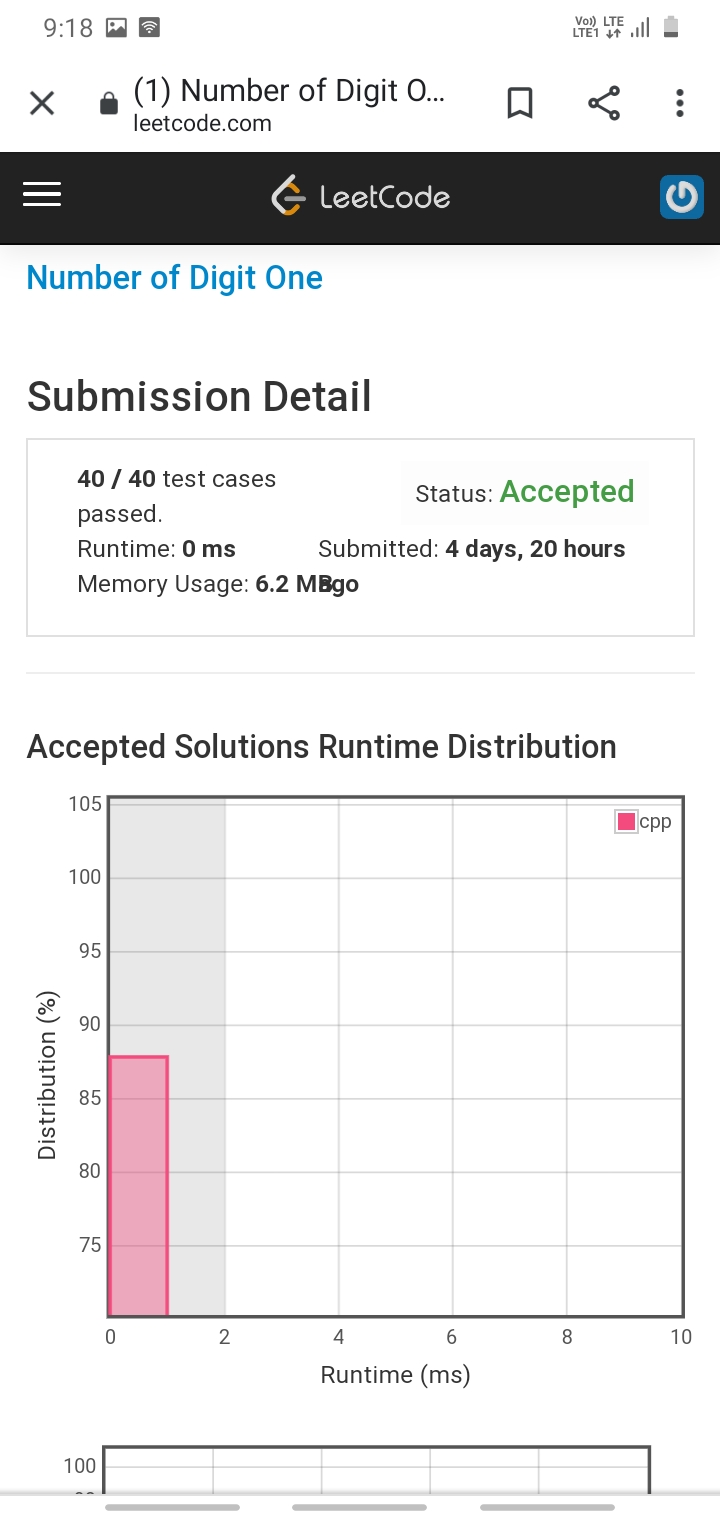 9:18
Vo)) LTE
LTE1
(1) Number of Digit O...
leetcode.com
LeetCode
Number of Digit One
Submission Detail
40 / 40 test cases
passed.
Status: Accepted
Runtime: 0 ms
Submitted: 4 days, 20 hours
ago
Memory Usage: 6.2 MB
Accepted Solutions Runtime Distribution
105
cpp
100
95
90
85
80
75
Distribution (%)
0 2 4 6 8 10
Runtime (ms)
100